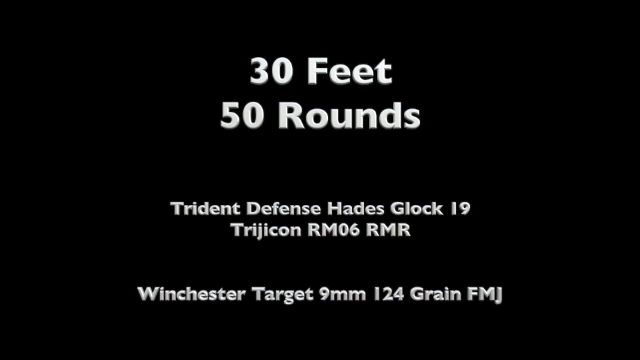 30 Feet
50 Rounds
Trident Defense Hades Glock 19
Trijicon RM06 RMR
Winchester Target 9mm 124 Grain FMJ